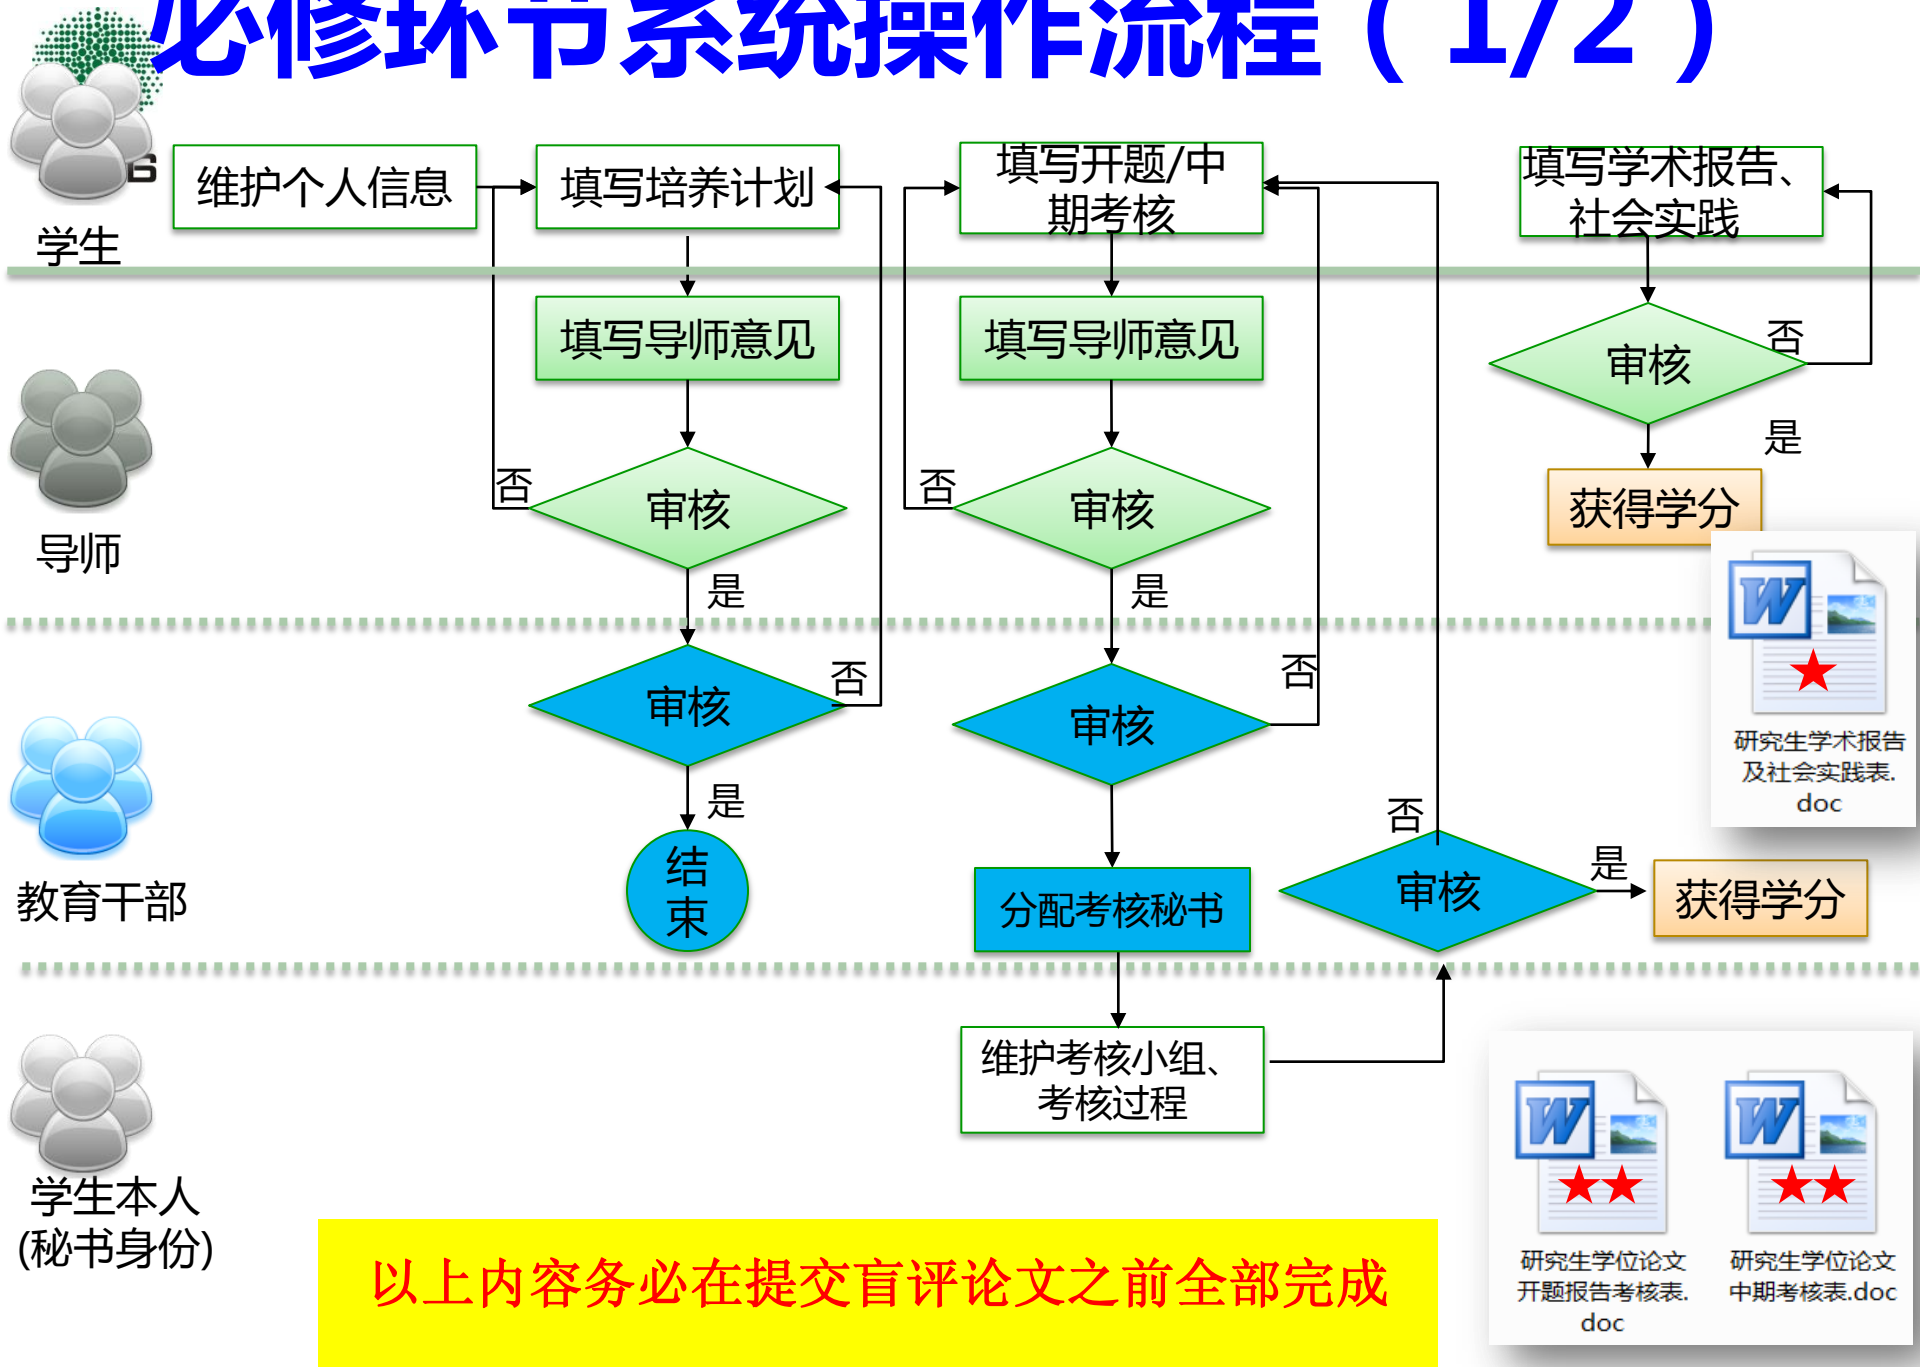 必修环节系统操作流程（1/2）
维护个人信息
填写培养计划
填写开题/中
期考核
填写学术报告、
社会实践
学生
填写导师意见
填写导师意见
审核
否
是
获得学分
导师
否
审核
是
否
审核
是
审核
否
是
结
束
审核
否
分配考核秘书
否
审核
是
获得学分
教育干部
研究生学术报告
及社会实践表.
doc
维护考核小组、
考核过程
学生本人
(秘书身份)
研究生学位论文
开题报告考核表.
doc
研究生学位论文
中期考核表.doc
以上内容务必在提交盲评论文之前全部完成